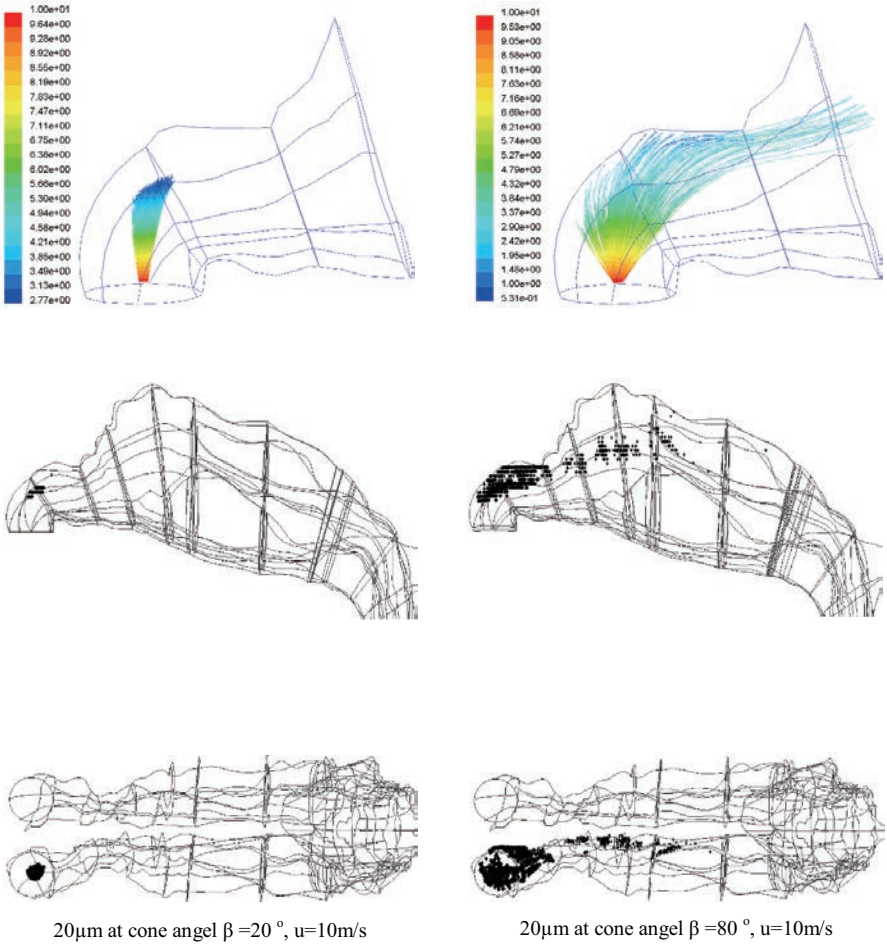 1.00e+01
9.64e+00
9.28e+00
8.92e+00
8.55e+00
8.19e+00
7.83e+00
7.47e+00
7.11e+00
6.75e+00
6.38e+00
6.02e+00
5.66e+00
5.30e+00
4.94e+00
4.58e+00
4.21e+00
3.85e+00
3.49e+00
3.13e+00
2.77e+00
1.00e+01
9.53e+00
9.05e+00
8.58e+00
8.11e+00
7.63e+00
7.16e+00
6.69e+00
6.21e+00
5.74e+00
5.27e+00
4.79e+00
4.32e+00
3.84e+00
3.37e+00
2.90e+00
2.42e+00
1.95e+00
1.48e+00
1.00e+00
5.31e-01
20μm at cone angel β =20 °, u=10m/s
20μm at cone angel β =80 °, u=10m/s